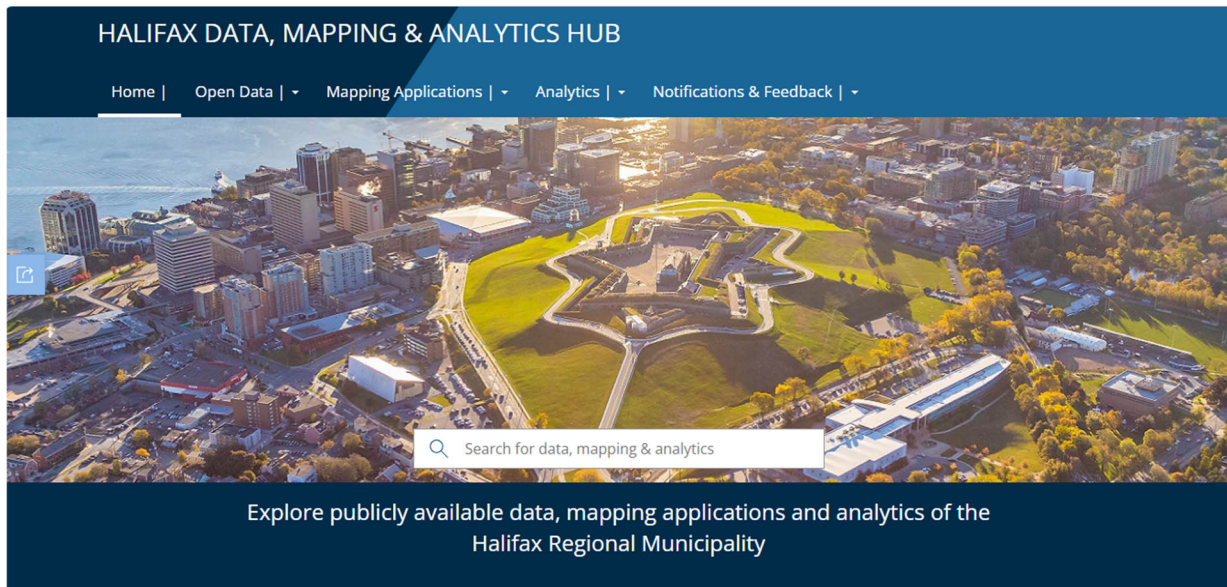 HALIFAX DATA, MAPPING & ANALYTICS HUB
Home | Open Data | Mapping Applications | Analytics | Notifications & Feedback |
Search for data, mapping & analytics
Explore publicly available data, mapping applications and analytics of the
Halifax Regional Municipality